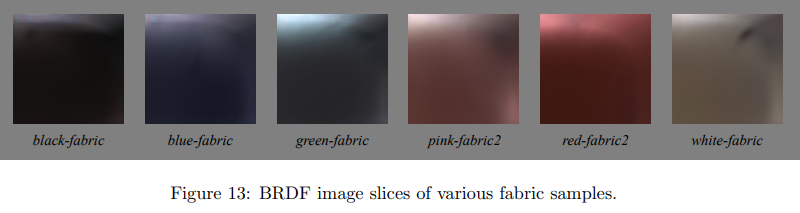 black-fabric blue-fabric green-fabric pink-fabric2 red-fabric2 white-fabric
Figure 13: BRDF image slices of various fabric samples.